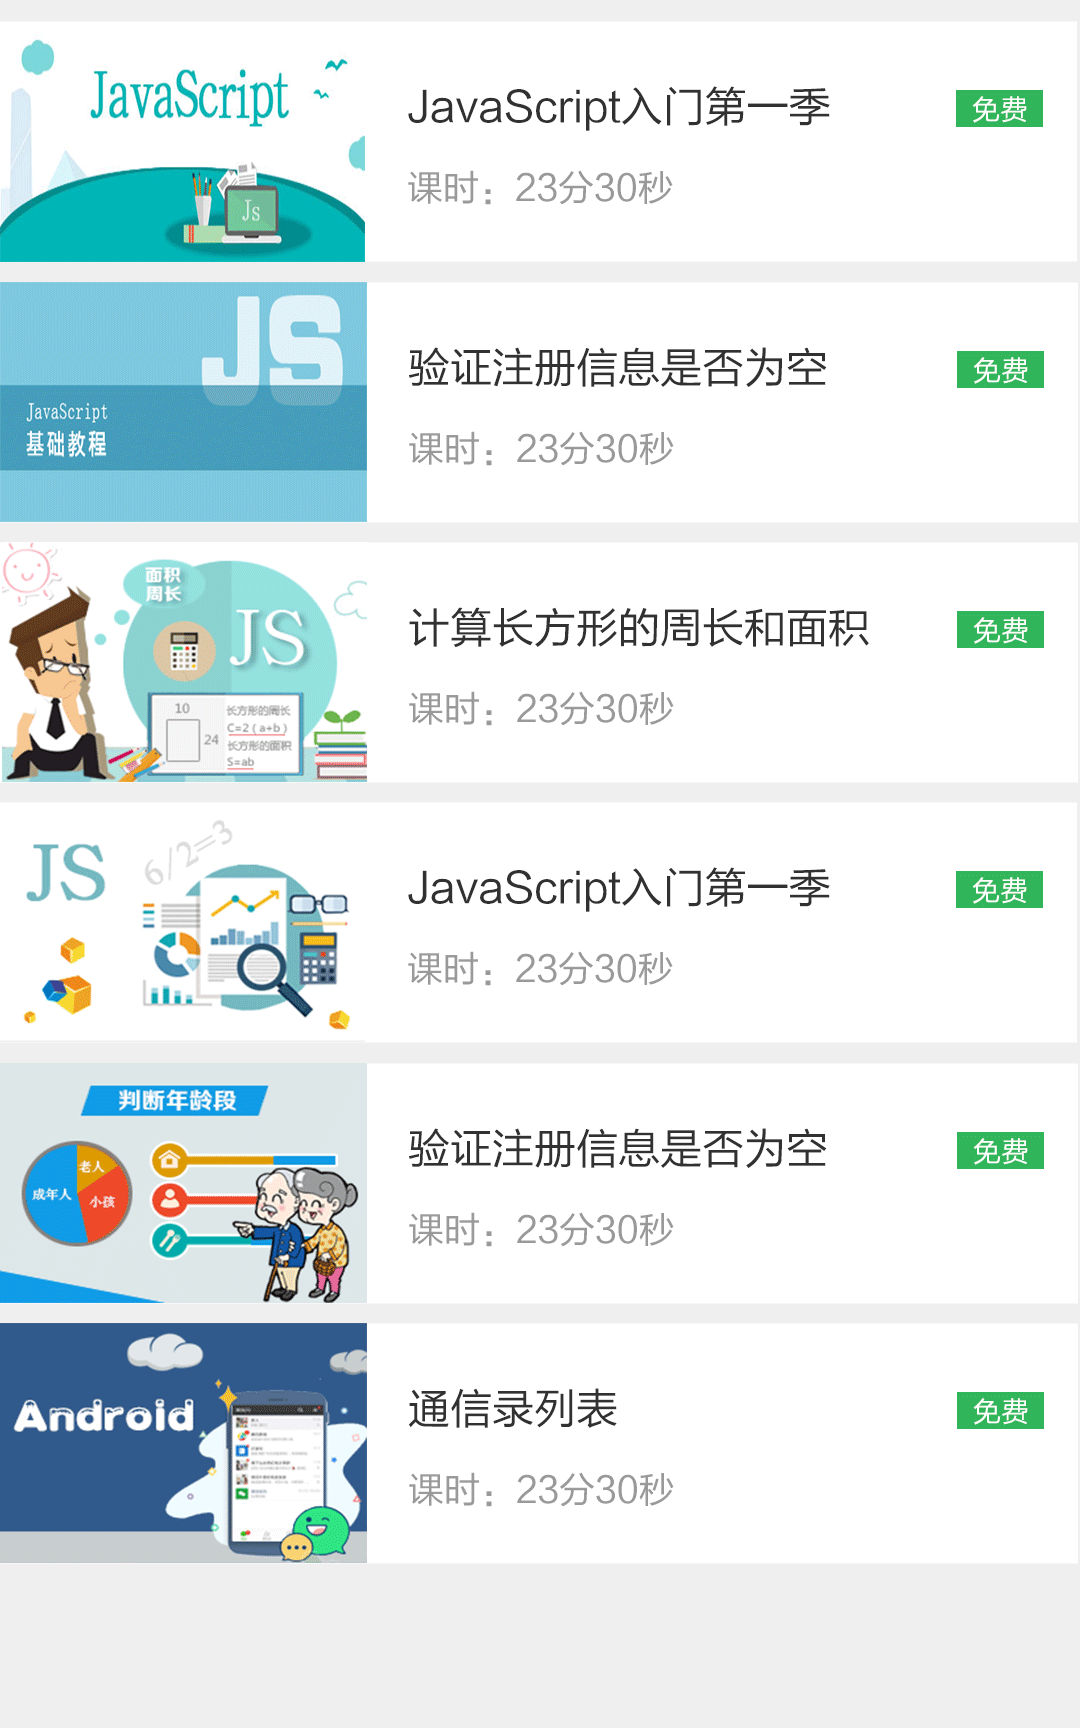 JavaScript
Js
JavaScript入门第一季
免费
课时：23分30秒
JS
JavaScript
基础教程
验证注册信息是否为空
免费
课时：23分30秒
面积
周长
JS
10
24
长方形的周长
C=2(a+b)
长方形的面积
S=ab
计算长方形的周长和面积
免费
课时：23分30秒
JS
6/2=3
JavaScript入门第一季
免费
课时：23分30秒
判断年龄段
老人
成年人
小孩
验证注册信息是否为空
免费
课时：23分30秒
Android
通信录列表
免费
课时：23分30秒